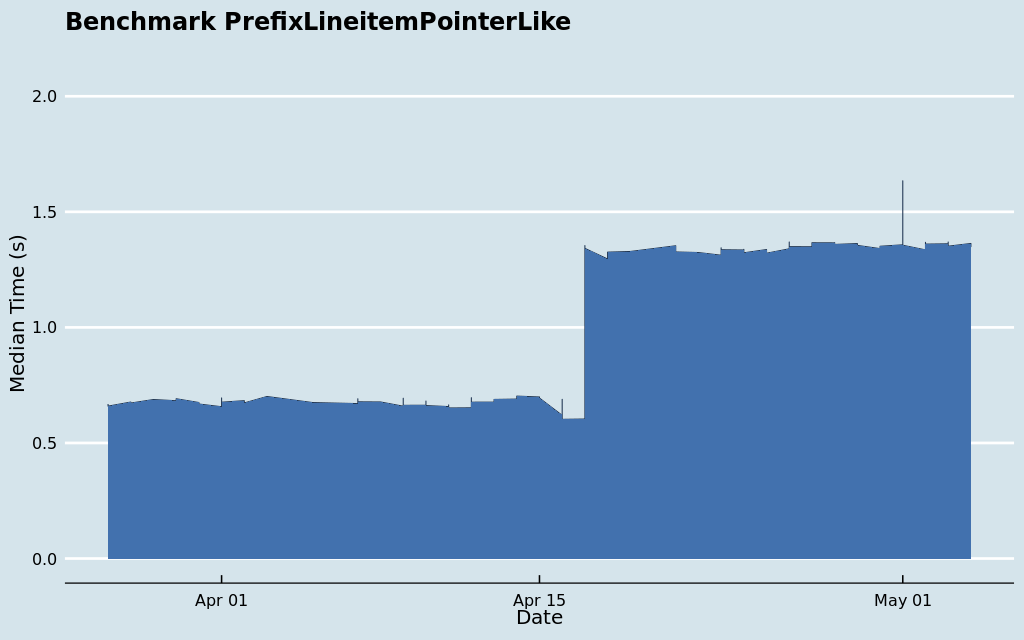 Benchmark PrefixLineitemPointerLike
2.0
1.5
1.0
0.5
0.0
Median Time (s)
Apr 01
Apr 15
May 01
Date